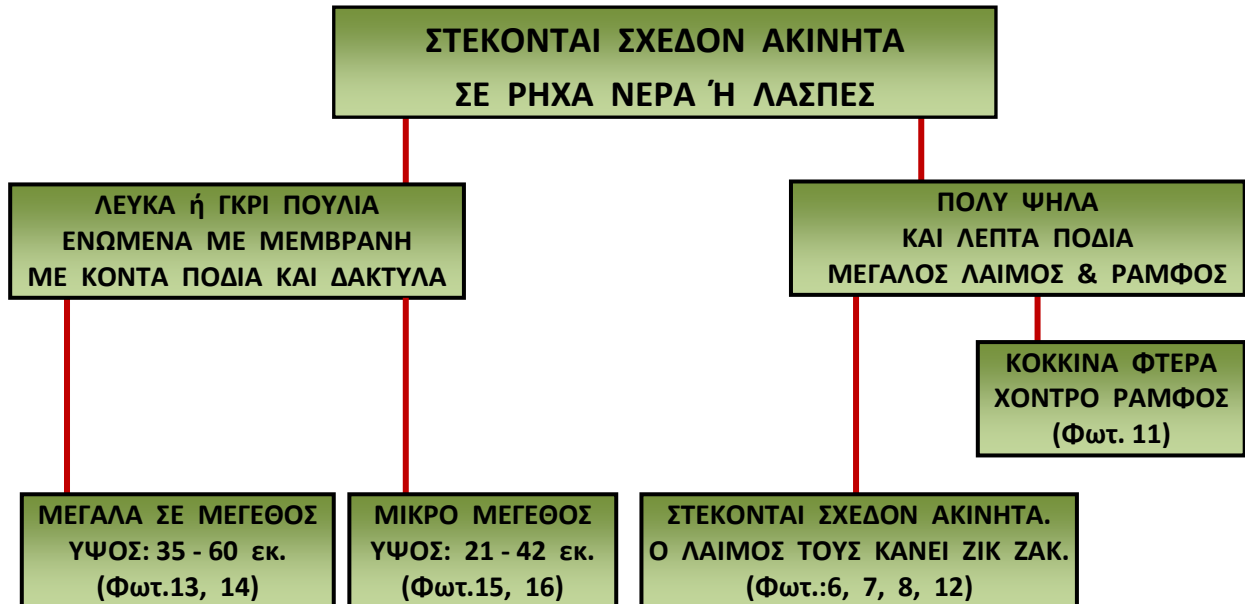 ΣΤΕΚΟΝΤΑΙ ΣΧΕΔΟΝ ΑΚΙΝΗΤΑ
ΣΕ ΡΗΧΑ ΝΕΡΑ Ή ΛΑΣΠΕΣ
ΛΕΥΚΑ ή ΓΚΡΙ ΠΟΥΛΙΑ
ΕΝΩΜΕΝΑ ΜΕ ΜΕΜΒΡΑΝΗ
ΜΕ ΚΟΝΤΑ ΠΟΔΙΑ ΚΑΙ ΔΑΚΤΥΛΑ
ΠΟΛΥ ΨΗΛΑ
ΚΑΙ ΛΕΠΤΑ ΠΟΔΙΑ
ΜΕΓΑΛΟΣ ΛΑΙΜΟΣ & ΡΑΜΦΟΣ
ΚΟΚΚΙΝΑ ΦΤΕΡΑ
ΧΟΝΤΡΟ ΡΑΜΦΟΣ
(Φωτ. 11)
ΜΕΓΑΛΑ ΣΕ ΜΕΓΕΘΟΣ
ΥΨΟΣ: 35 - 60 εκ.
(Φωτ.13, 14)
ΜΙΚΡΟ ΜΕΓΕΘΟΣ
ΥΨΟΣ: 21 - 42 εκ.
(Φωτ.15, 16)
ΣΤΕΚΟΝΤΑΙ ΣΧΕΔΟΝ ΑΚΙΝΗΤΑ.
Ο ΛΑΙΜΟΣ ΤΟΥΣ ΚΑΝΕΙ ΖΙΚ ΖΑΚ.
(Φωτ.:6, 7, 8, 12)